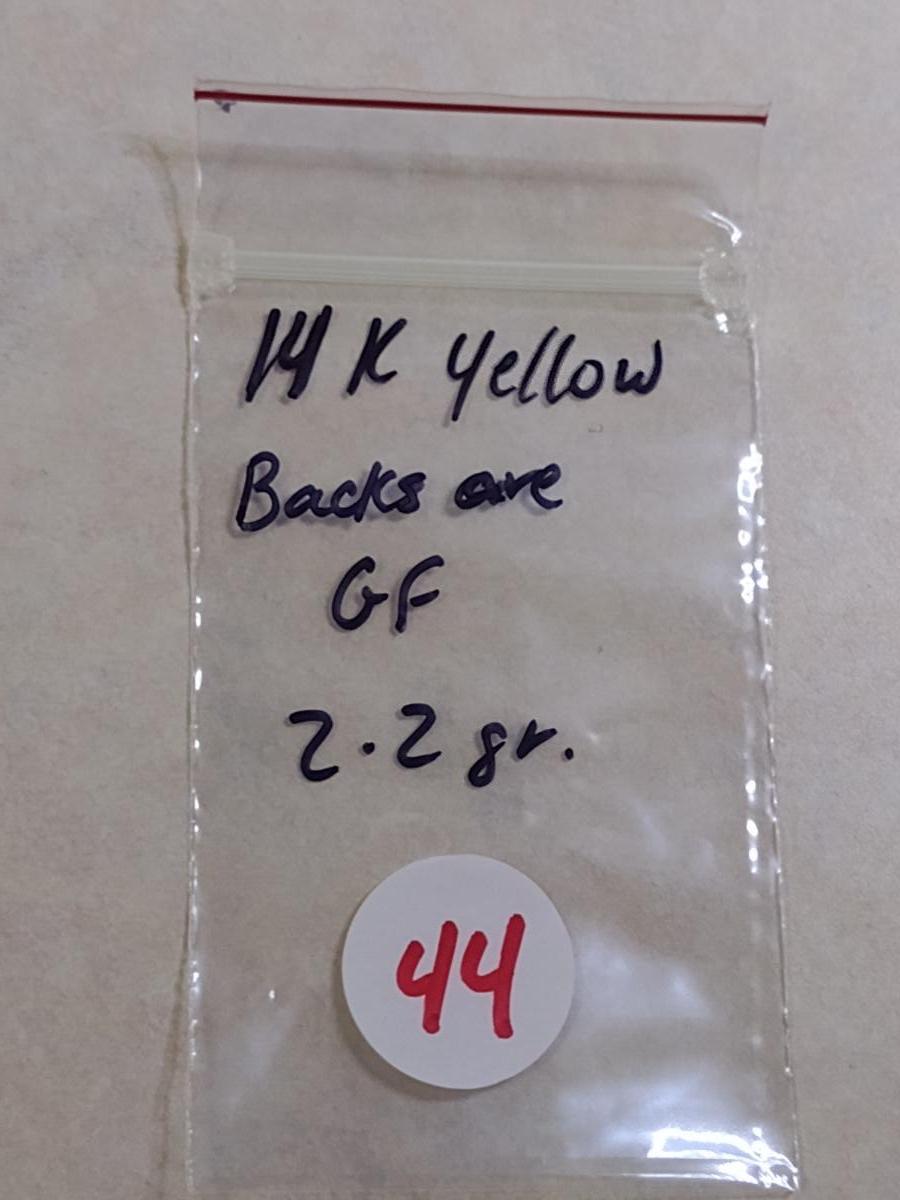 14 K yellow
Backs are
GF
2.2 gr.
44